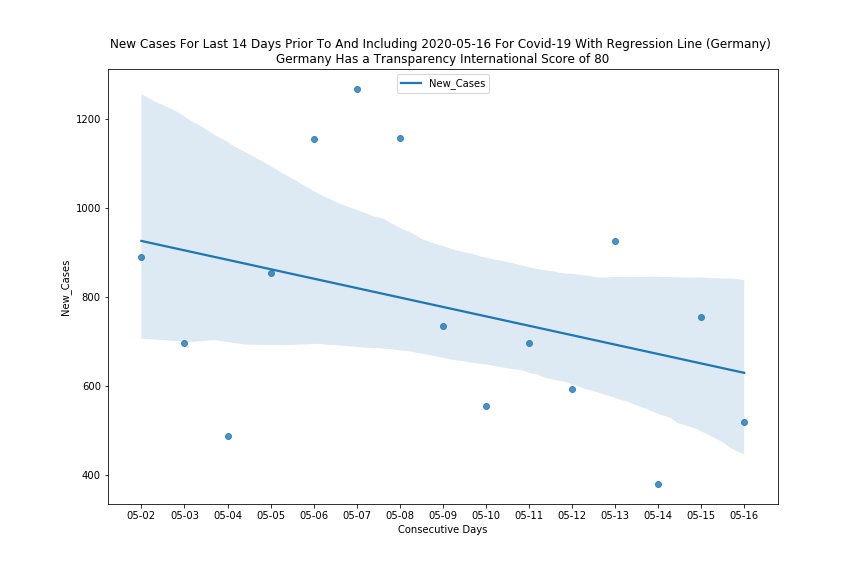 New Cases For Last 14 Days Prior To And Including 2020-05-16 For Covid-19 With Regression Line (Germany)
Germany Has a Transparency International Score of 80
New_Cases
1200
1000
800
600
400
New_Cases
05-02 05-03 05-04 05-05 05-06 05-07 05-08 05-09 05-10 05-11 05-12 05-13 05-14 05-15 05-16
Consecutive Days